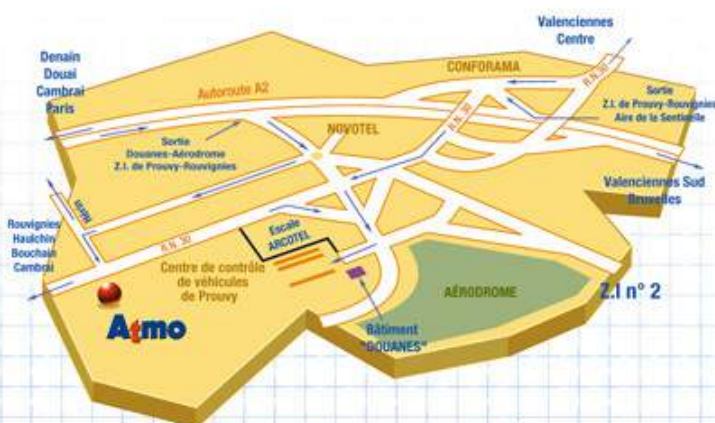 Valenciennes
Centre
Denain
Douai
Cambrai
Paris
CONFORAMA
R.N. 30
Autoroute A2
Sortie
Z.I. de Prouvy-Rouvignies
Aire de la Sentinelle
NOVOTEL
R.N. 30
Sortie
Douanes-Aérodrome
Z.I. de Prouvy-Rouvignies
Valenciennes Sud
Bruxelles
Rouvignies
Haulchin
Bouchain
Cambrai
R.N. 30
Escale
ARCOTEL
Centre de contrôle
de véhicules
de Prouvy
AÉRODROME
Z.I n° 2
Atmo
Bâtiment
"DOUANES"